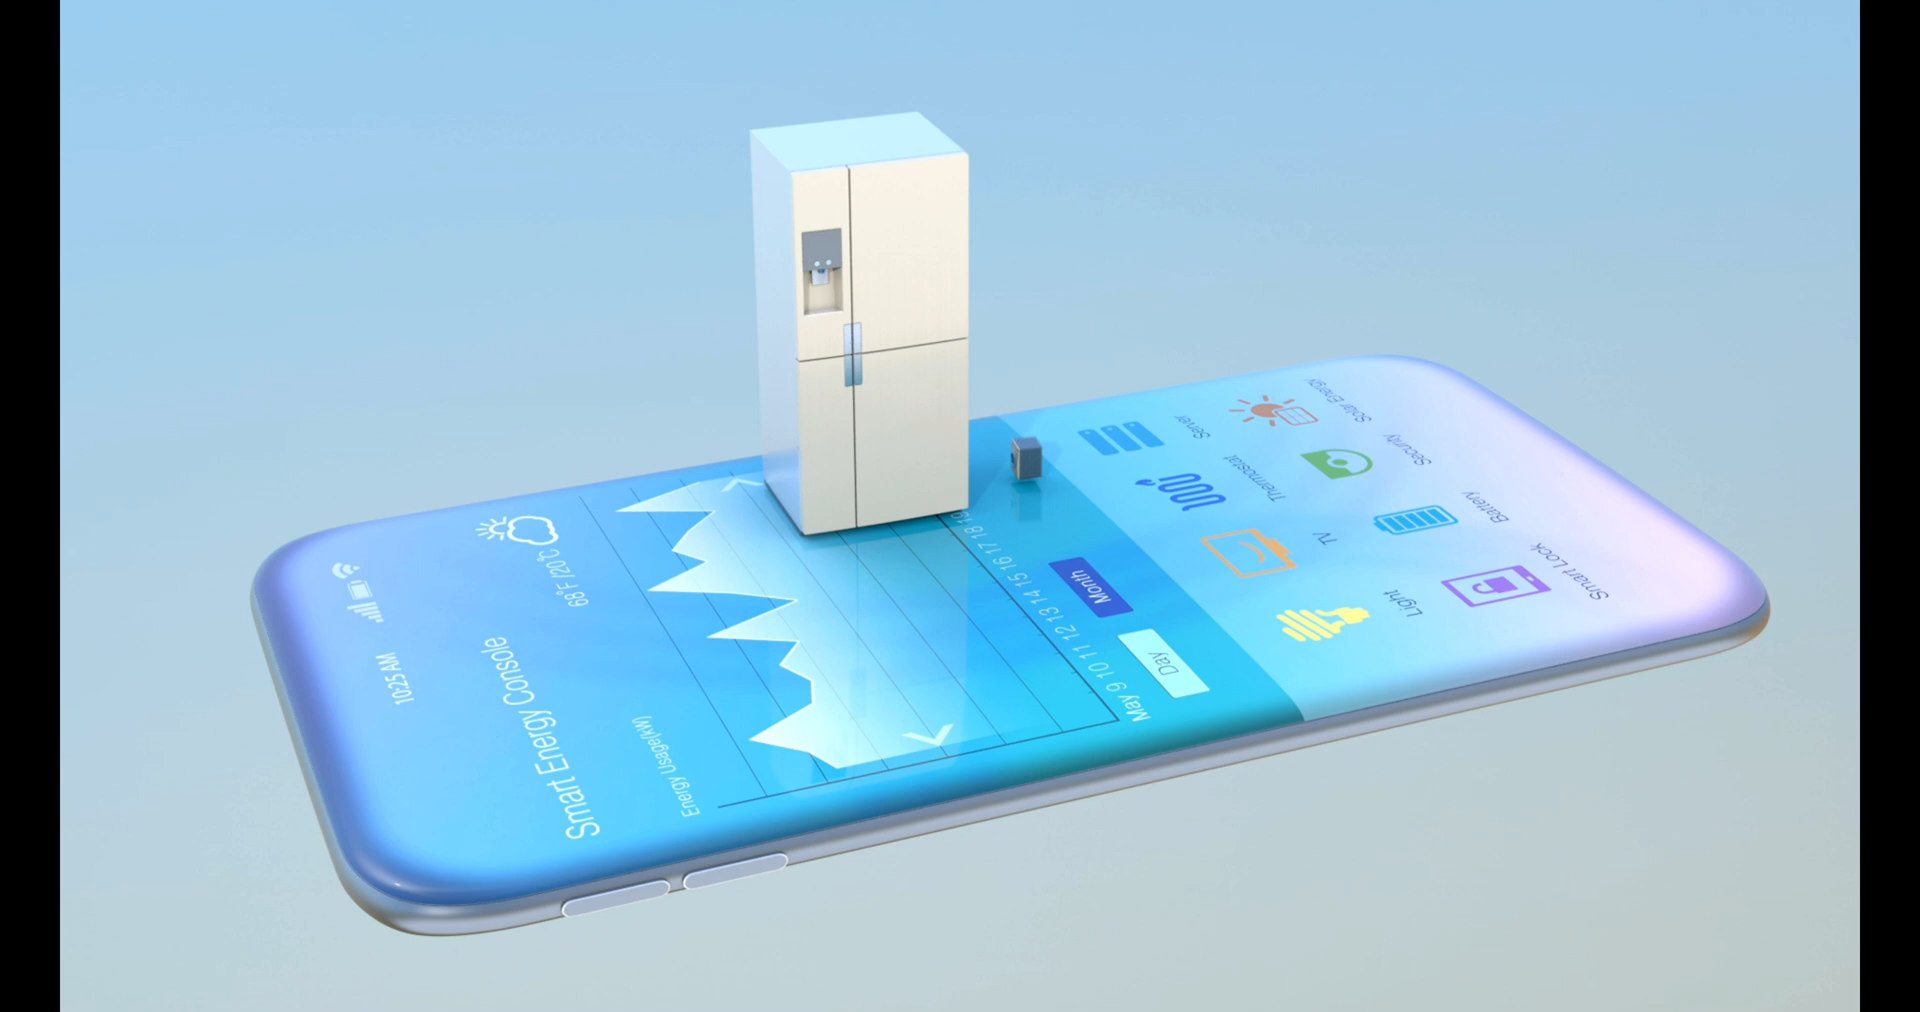 10:25 AM
68°F/20°C
Smart Energy Console
Energy Usage(kW)
May 9 10 11 12 13 14 15 16 17 18 19
Day
Month
Light
TV
Thermostat
Server
Smart Lock
Battery
Security
Solar Energy